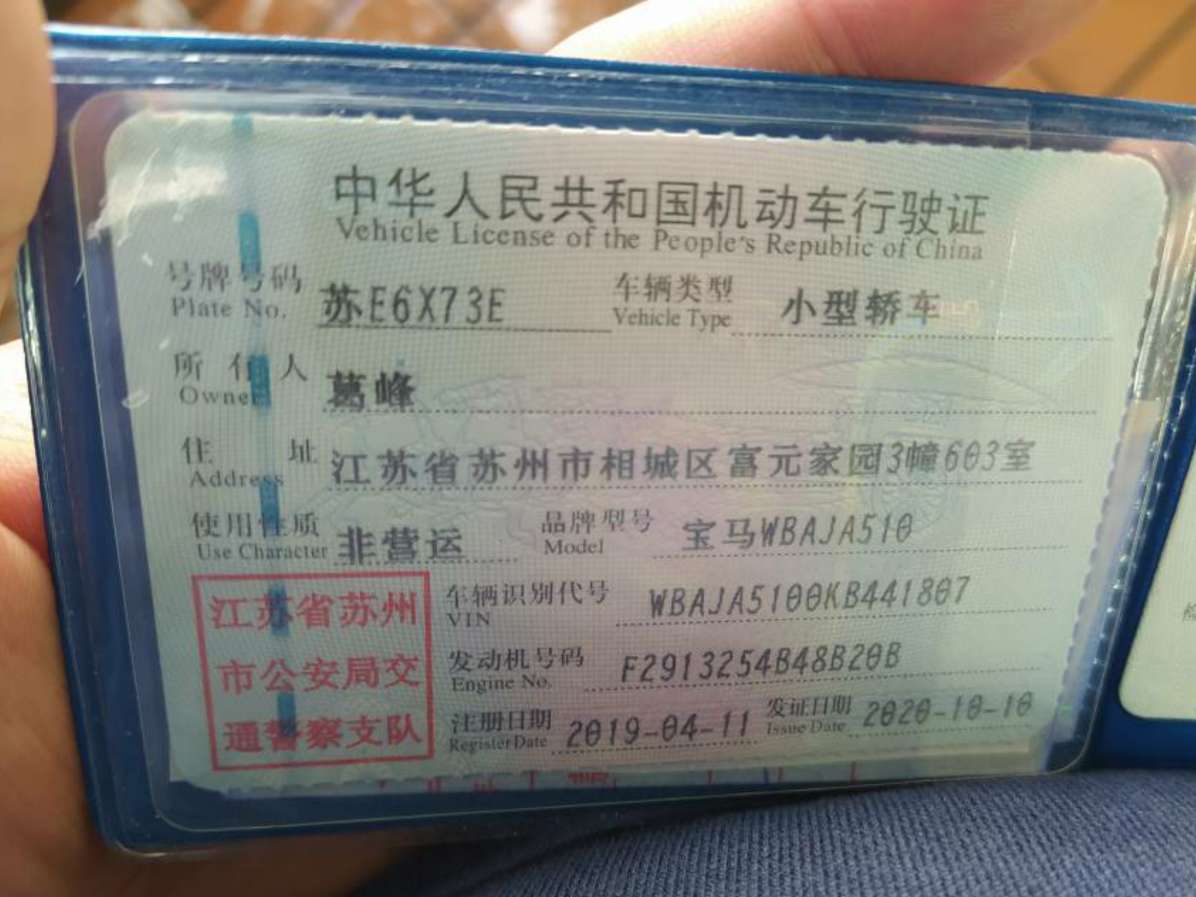 中华人民共和国机动车行驶证
Vehicle License of the People's Republic of China
号牌号码 苏E6X73E 车辆类型 小型轿车
Plate No. Vehicle Type
所有人 葛峰
Owner
住址 江苏省苏州市相城区富元家园3幢603室
Address
使用性质 非营运 品牌型号 宝马WBAJA510
Use Character Model
江苏省苏州
市公安局交
通警察支队
车辆识别代号 WBAJA5100KB441807
VIN
发动机号码 F2913254B48B20B
Engine No.
注册日期 2019-04-11 发证日期 2020-10-10
Register Date Issue Date